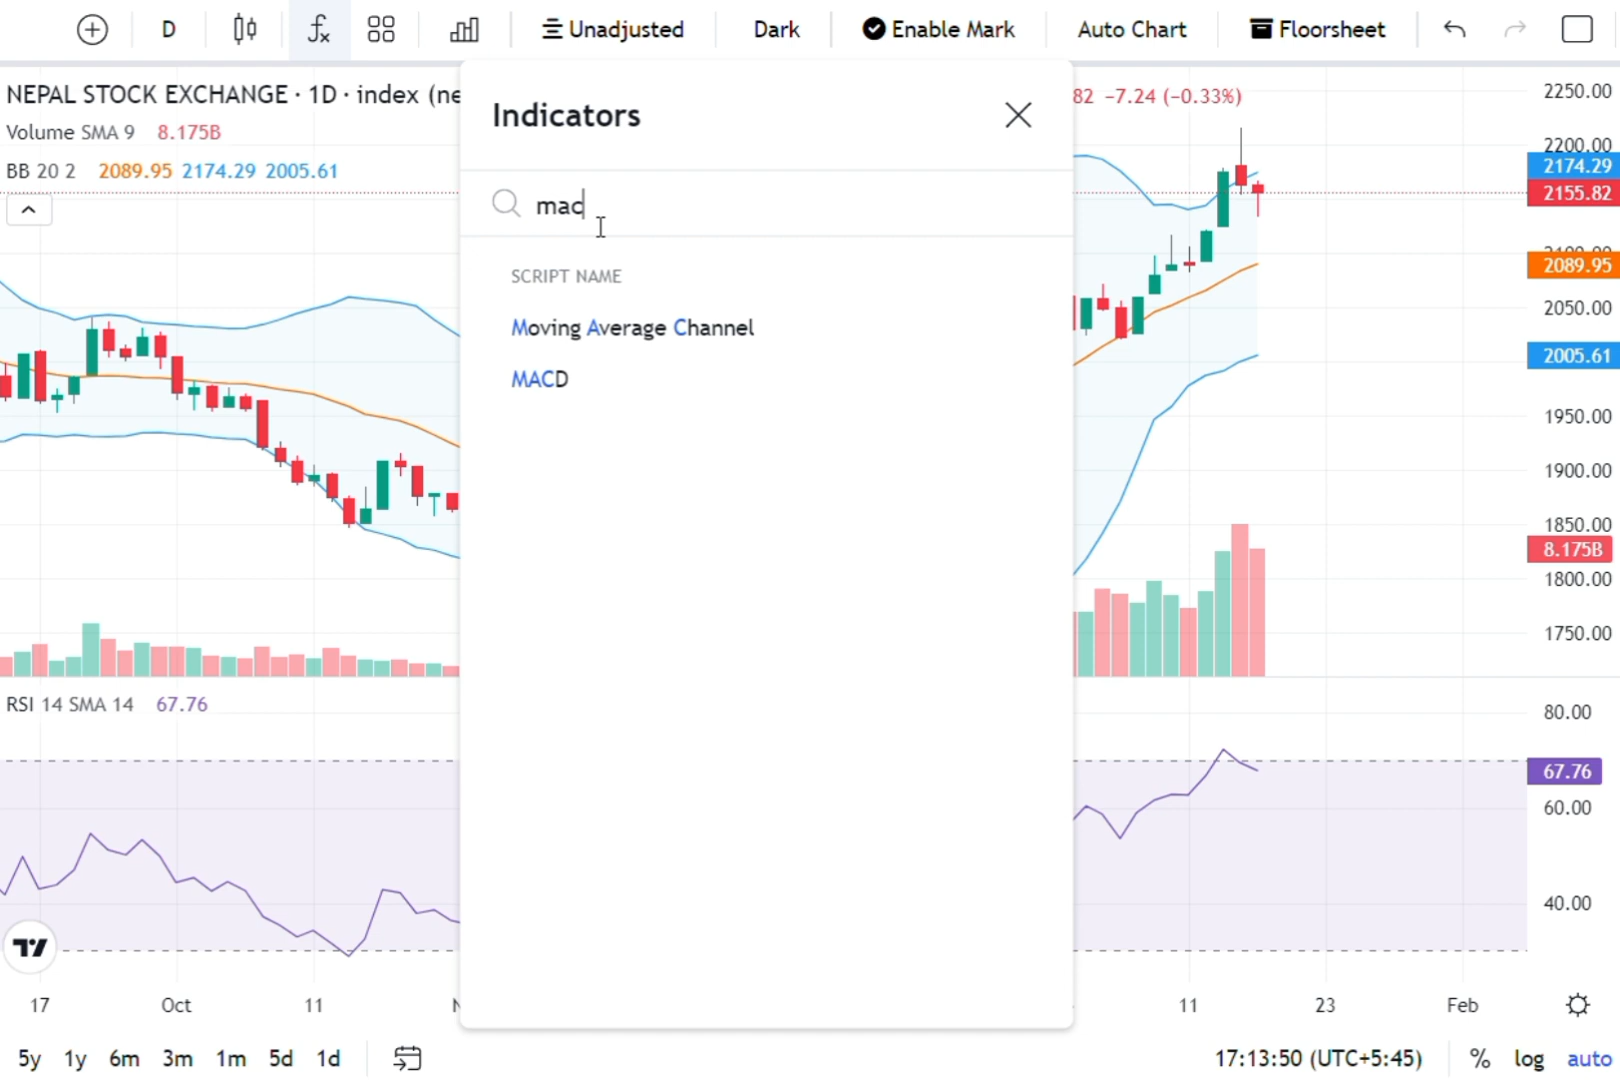 D
Unadjusted
Dark
Enable Mark
Auto Chart
Floorsheet
NEPAL STOCK EXCHANGE · 1D · index (ne
82 −7.24 (−0.33%)
Volume SMA 9 8.175B
BB 20 2 2089.95 2174.29 2005.61
Indicators
mac
SCRIPT NAME
Moving Average Channel
MACD
2250.00
2200.00
2174.29
2155.82
2089.95
2050.00
2005.61
1950.00
1900.00
1850.00
8.175B
1800.00
1750.00
RSI 14 SMA 14 67.76
80.00
67.76
60.00
40.00
17 Oct 11
11 23 Feb
5y 1y 6m 3m 1m 5d 1d
17:13:50 (UTC+5:45) % log auto